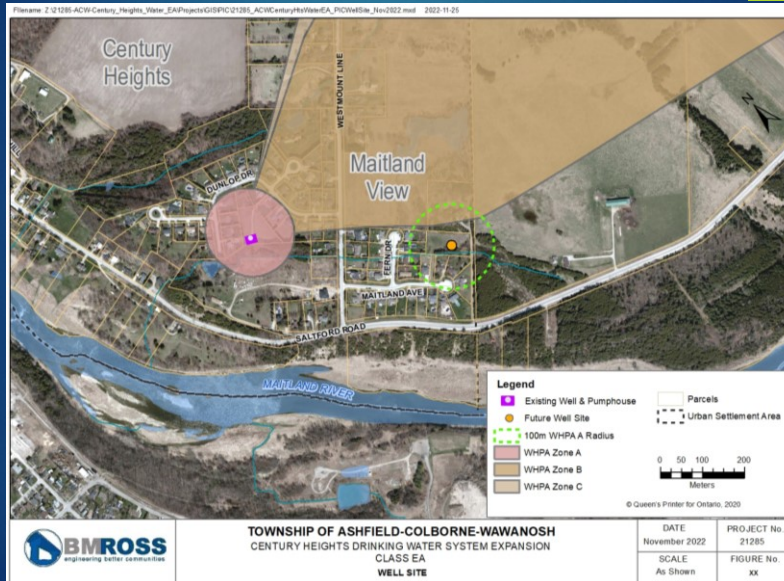 Filename: Z:\21285-ACW-Century_Heights_Water_EA\Projects\GIS\PIC\21285_ACWCenturyHtsWaterEA_PICWellSite_Nov2022.mxd 2022-11-25
Century
Heights
WESTMOUNT LINE
Maitland
View
DUNLOP DR
FERN DR
MAITLAND AVE
SALTFORD ROAD
MAITLAND RIVER
Legend
Existing Well & Pumphouse
Future Well Site
100m WHPA A Radius
WHPA Zone A
WHPA Zone B
WHPA Zone C
Parcels
Urban Settlement Area
0 50 100 200
Meters
© Queen's Printer for Ontario, 2020
BMROSS
engineering better communities
TOWNSHIP OF ASHFIELD-COLBORNE-WAWANOSH
CENTURY HEIGHTS DRINKING WATER SYSTEM EXPANSION
CLASS EA
WELL SITE
DATE
November 2022
PROJECT No.
21285
SCALE
As Shown
FIGURE No.
xx